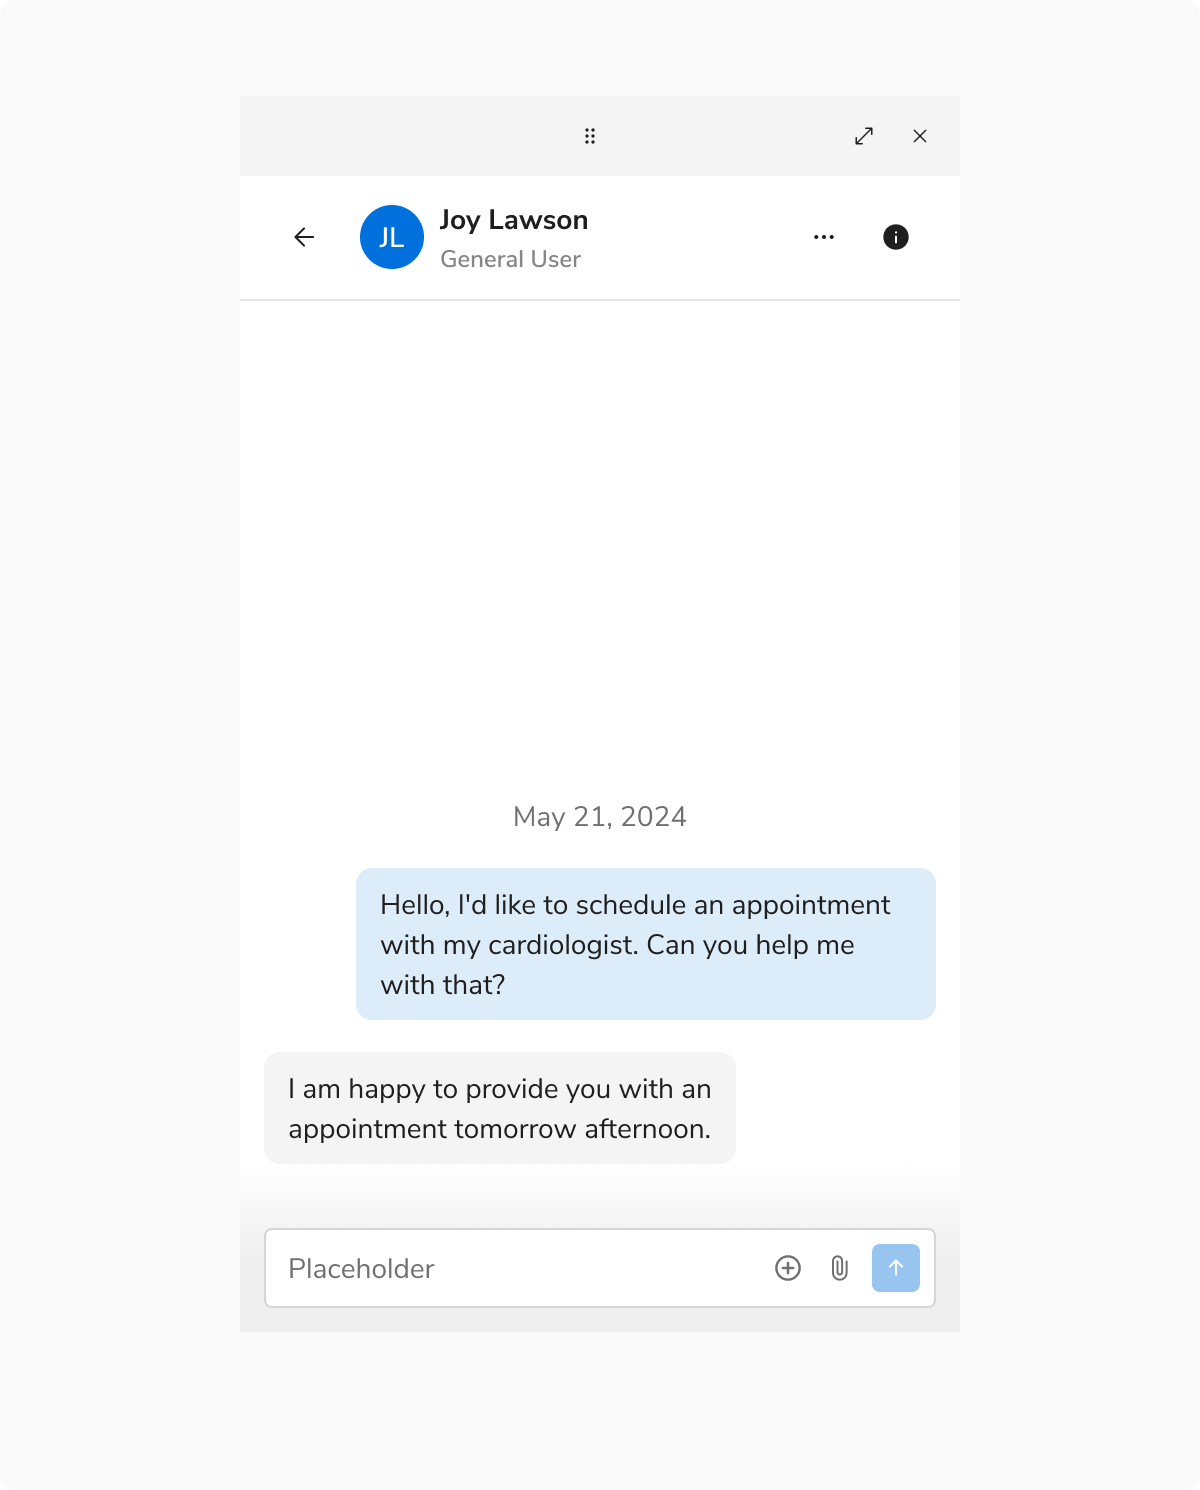 JL
Joy Lawson
General User
May 21, 2024
Hello, I'd like to schedule an appointment
with my cardiologist. Can you help me
with that?
I am happy to provide you with an
appointment tomorrow afternoon.
Placeholder